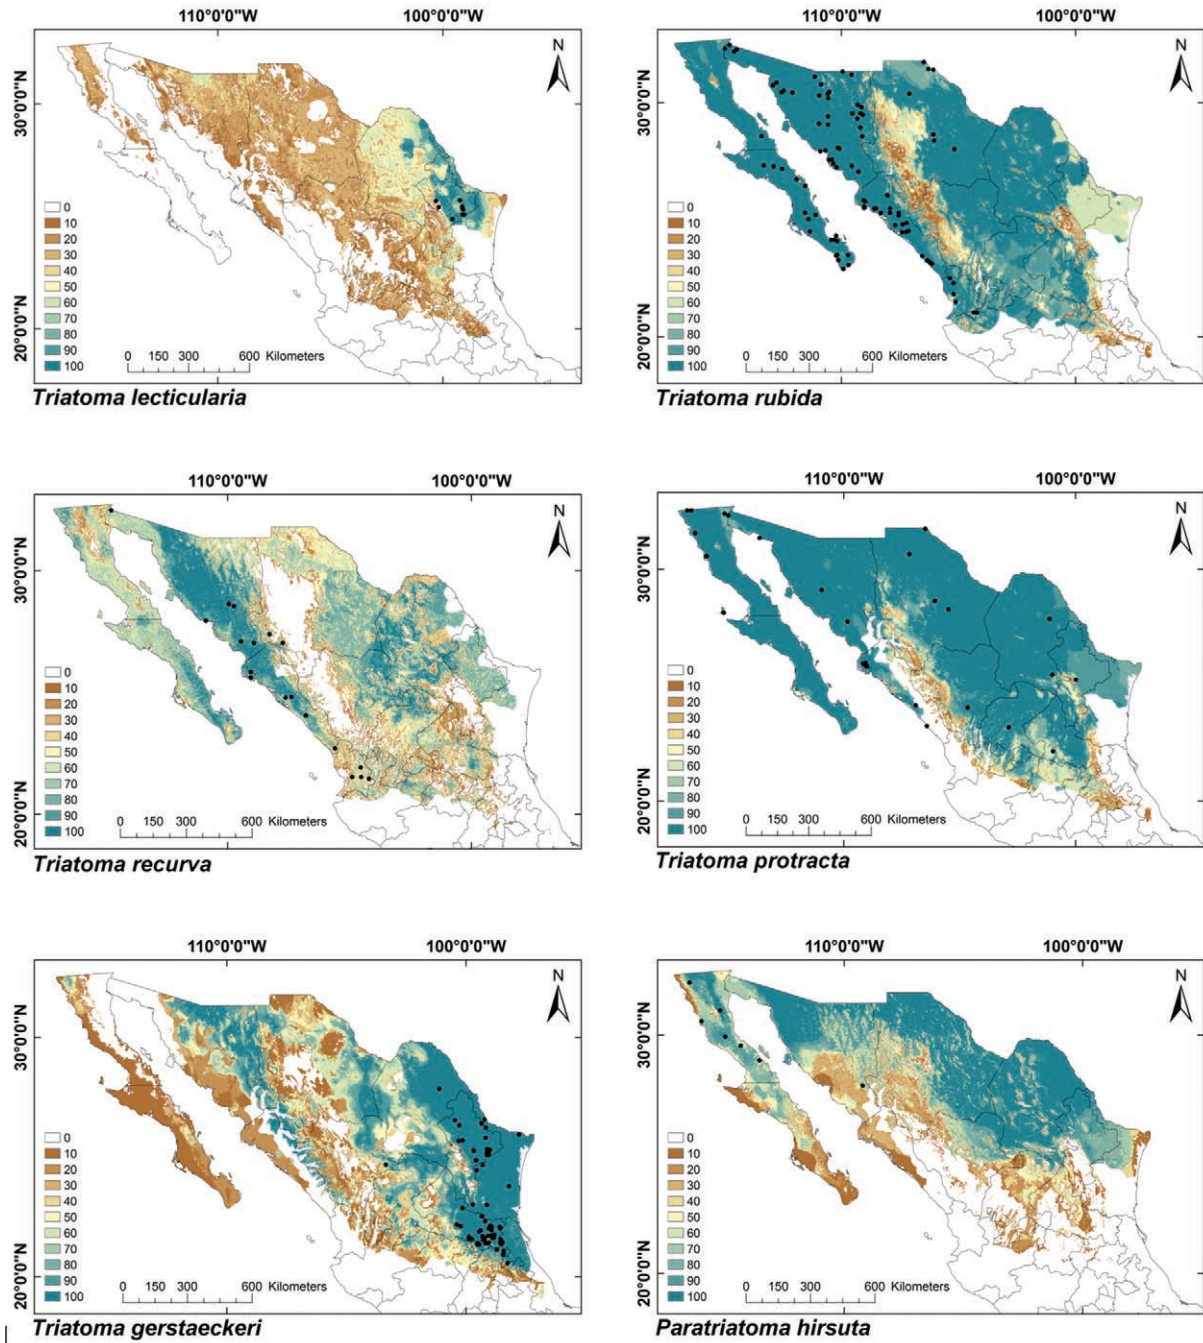 110°0'0"W 100°0'0"W
30°0'0"N
20°0'0"N
N
0
10
20
30
40
50
60
70
80
90
100
0 150 300 600 Kilometers
Triatoma lecticularia
110°0'0"W 100°0'0"W
30°0'0"N
20°0'0"N
N
0
10
20
30
40
50
60
70
80
90
100
0 150 300 600 Kilometers
Triatoma rubida
110°0'0"W 100°0'0"W
30°0'0"N
20°0'0"N
N
0
10
20
30
40
50
60
70
80
90
100
0 150 300 600 Kilometers
Triatoma recurva
110°0'0"W 100°0'0"W
30°0'0"N
20°0'0"N
N
0
10
20
30
40
50
60
70
80
90
100
0 150 300 600 Kilometers
Triatoma protracta
110°0'0"W 100°0'0"W
30°0'0"N
20°0'0"N
N
0
10
20
30
40
50
60
70
80
90
100
0 150 300 600 Kilometers
Triatoma gerstaeckeri
110°0'0"W 100°0'0"W
30°0'0"N
20°0'0"N
N
0
10
20
30
40
50
60
70
80
90
100
0 150 300 600 Kilometers
Paratriatoma hirsuta